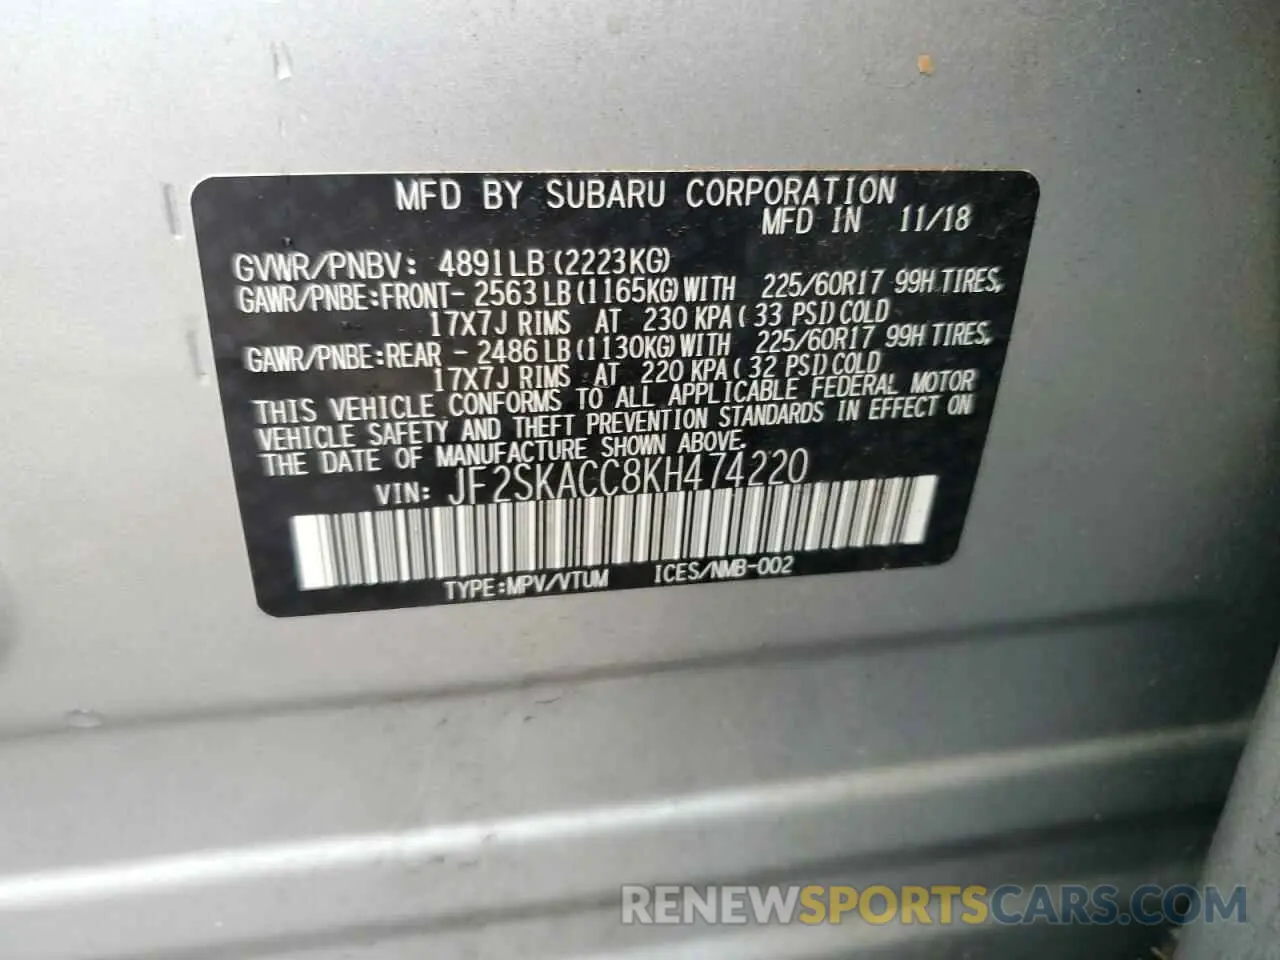 MFD BY SUBARU CORPORATION
MFD IN 11/18
GVWR/PNBV: 4891LB (2223KG)
GAWR/PNBE:FRONT- 2563 LB (1165KG) WITH 225/60R17 99H TIRES,
17X7J RIMS AT 230 KPA ( 33 PSI) COLD
GAWR/PNBE:REAR - 2486 LB (1130KG) WITH 225/60R17 99H TIRES,
17X7J RIMS AT 220 KPA ( 32 PSI) COLD
THIS VEHICLE CONFORMS TO ALL APPLICABLE FEDERAL MOTOR
VEHICLE SAFETY AND THEFT PREVENTION STANDARDS IN EFFECT ON
THE DATE OF MANUFACTURE SHOWN ABOVE.
VIN: JF2SKACC8KH474220
TYPE:MPV/VTUM ICES/NMB-002
RENEWSPORTSCARS.COM